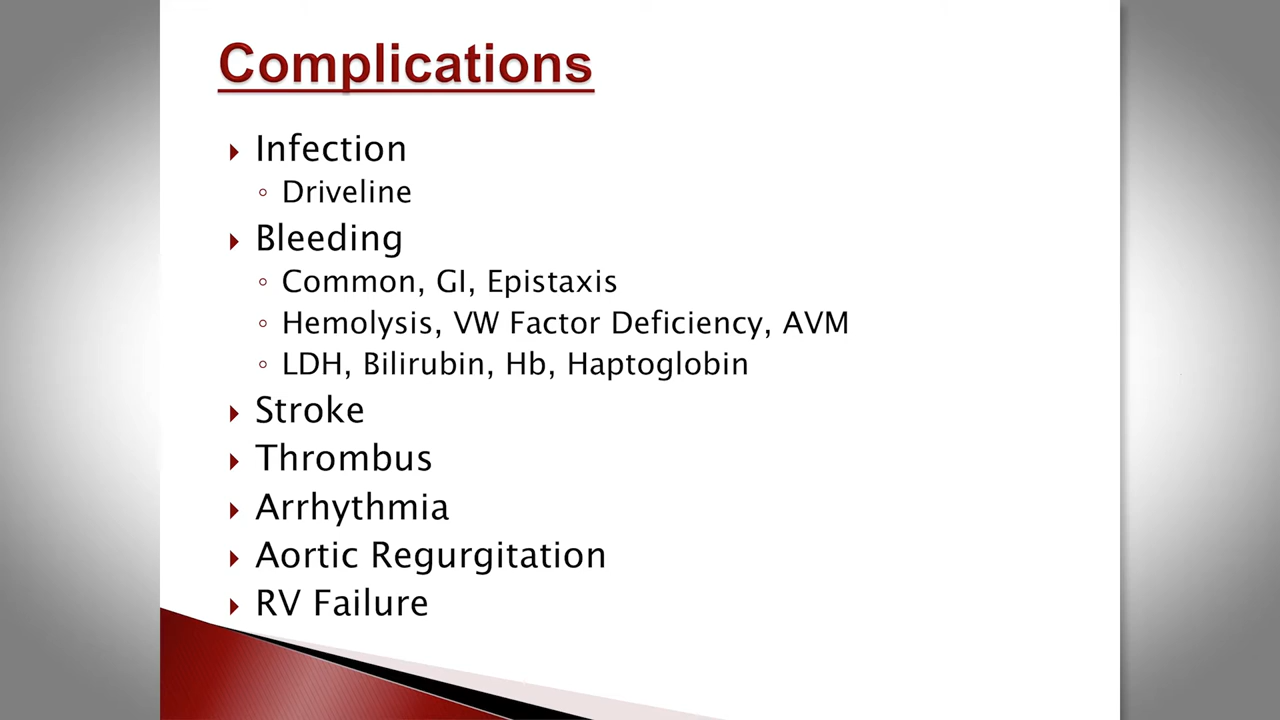 Complications
Infection
Driveline
Bleeding
Common, GI, Epistaxis
Hemolysis, VW Factor Deficiency, AVM
LDH, Bilirubin, Hb, Haptoglobin
Stroke
Thrombus
Arrhythmia
Aortic Regurgitation
RV Failure